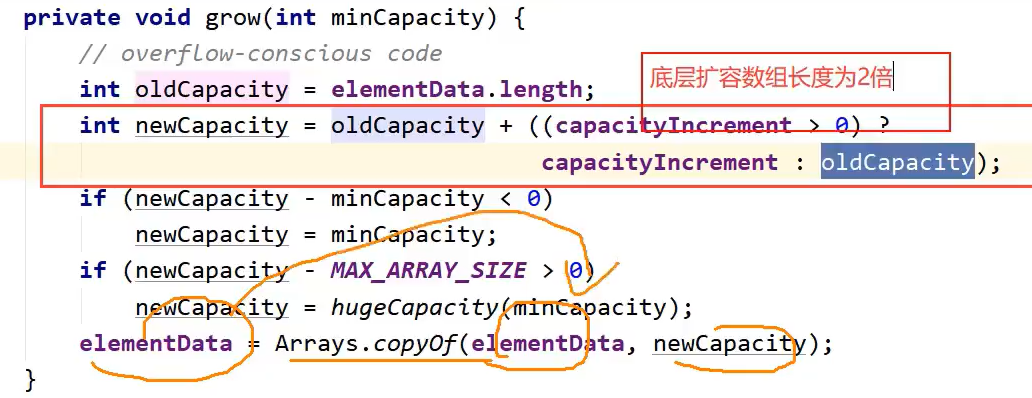 private void grow(int minCapacity) {
// overflow-conscious code
int oldCapacity = elementData.length;
底层扩容数组长度为2倍
int newCapacity = oldCapacity + ((capacityIncrement > 0) ?
capacityIncrement : oldCapacity);
if (newCapacity - minCapacity < 0)
newCapacity = minCapacity;
if (newCapacity - MAX_ARRAY_SIZE > 0)
newCapacity = hugeCapacity(minCapacity);
elementData = Arrays.copyOf(elementData, newCapacity);
}